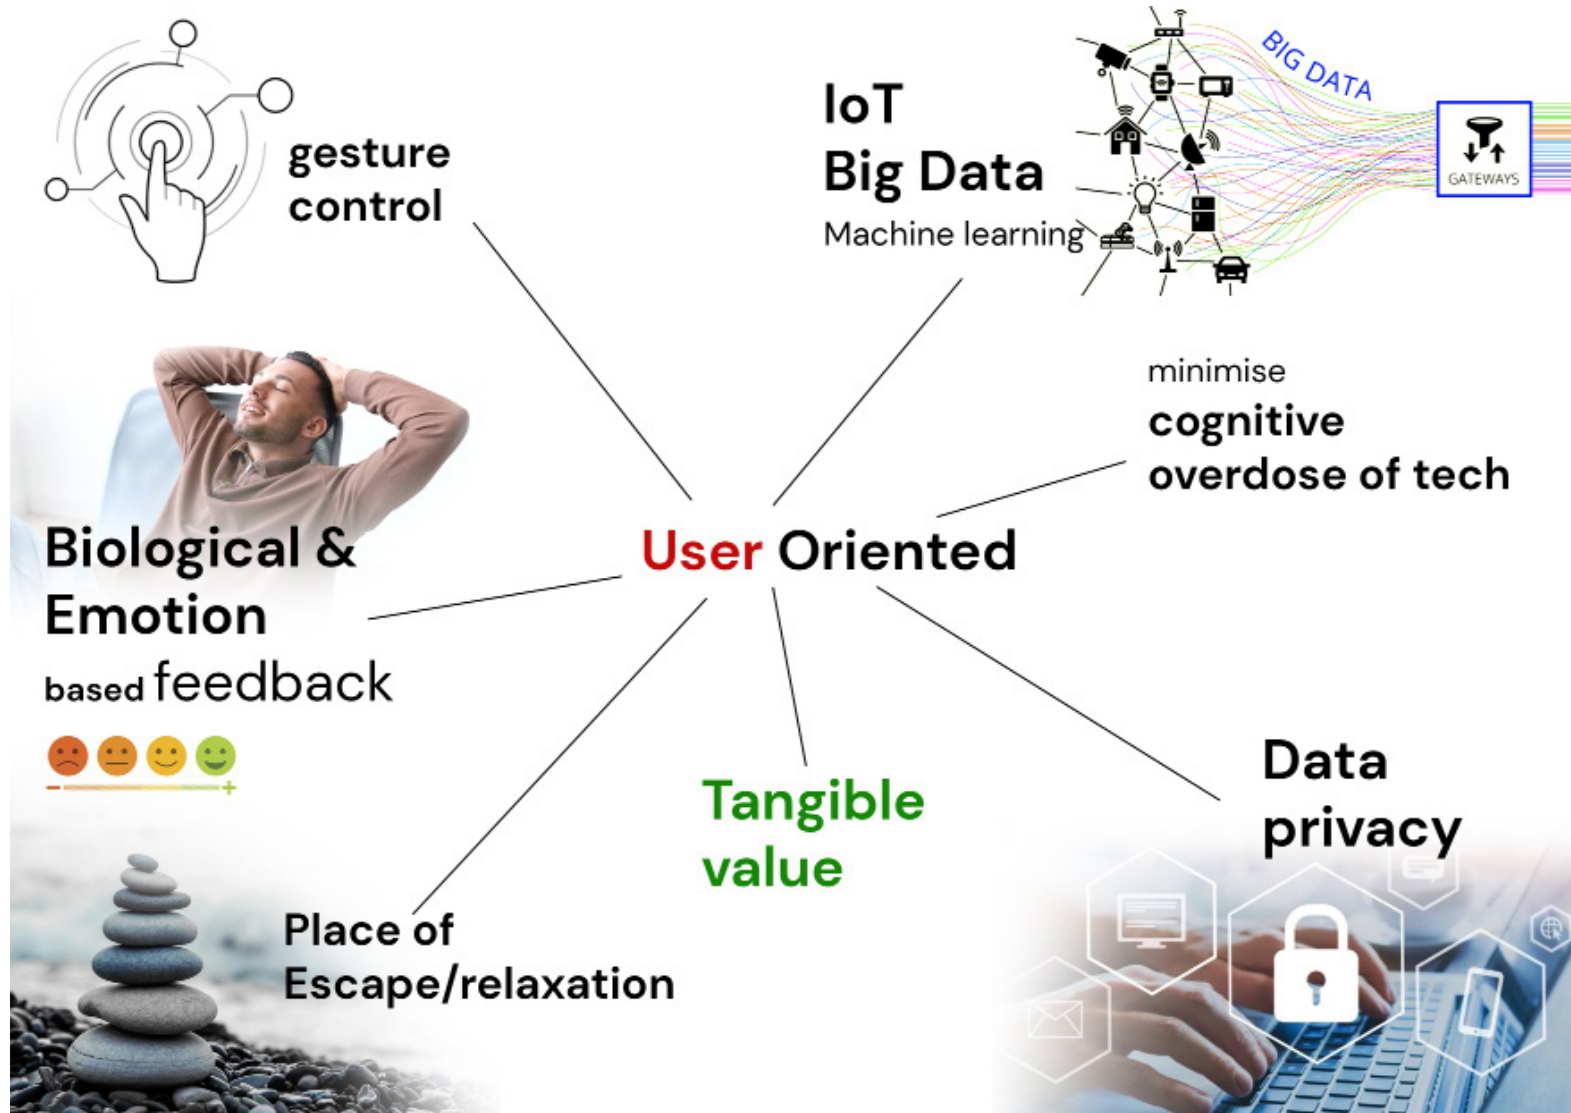 gesture
control
IoT
Big Data
Machine learning
BIG DATA
GATEWAYS
minimise
cognitive
overdose of tech
User Oriented
Biological &
Emotion
based feedback
- +
Tangible
value
Data
privacy
Place of
Escape/relaxation